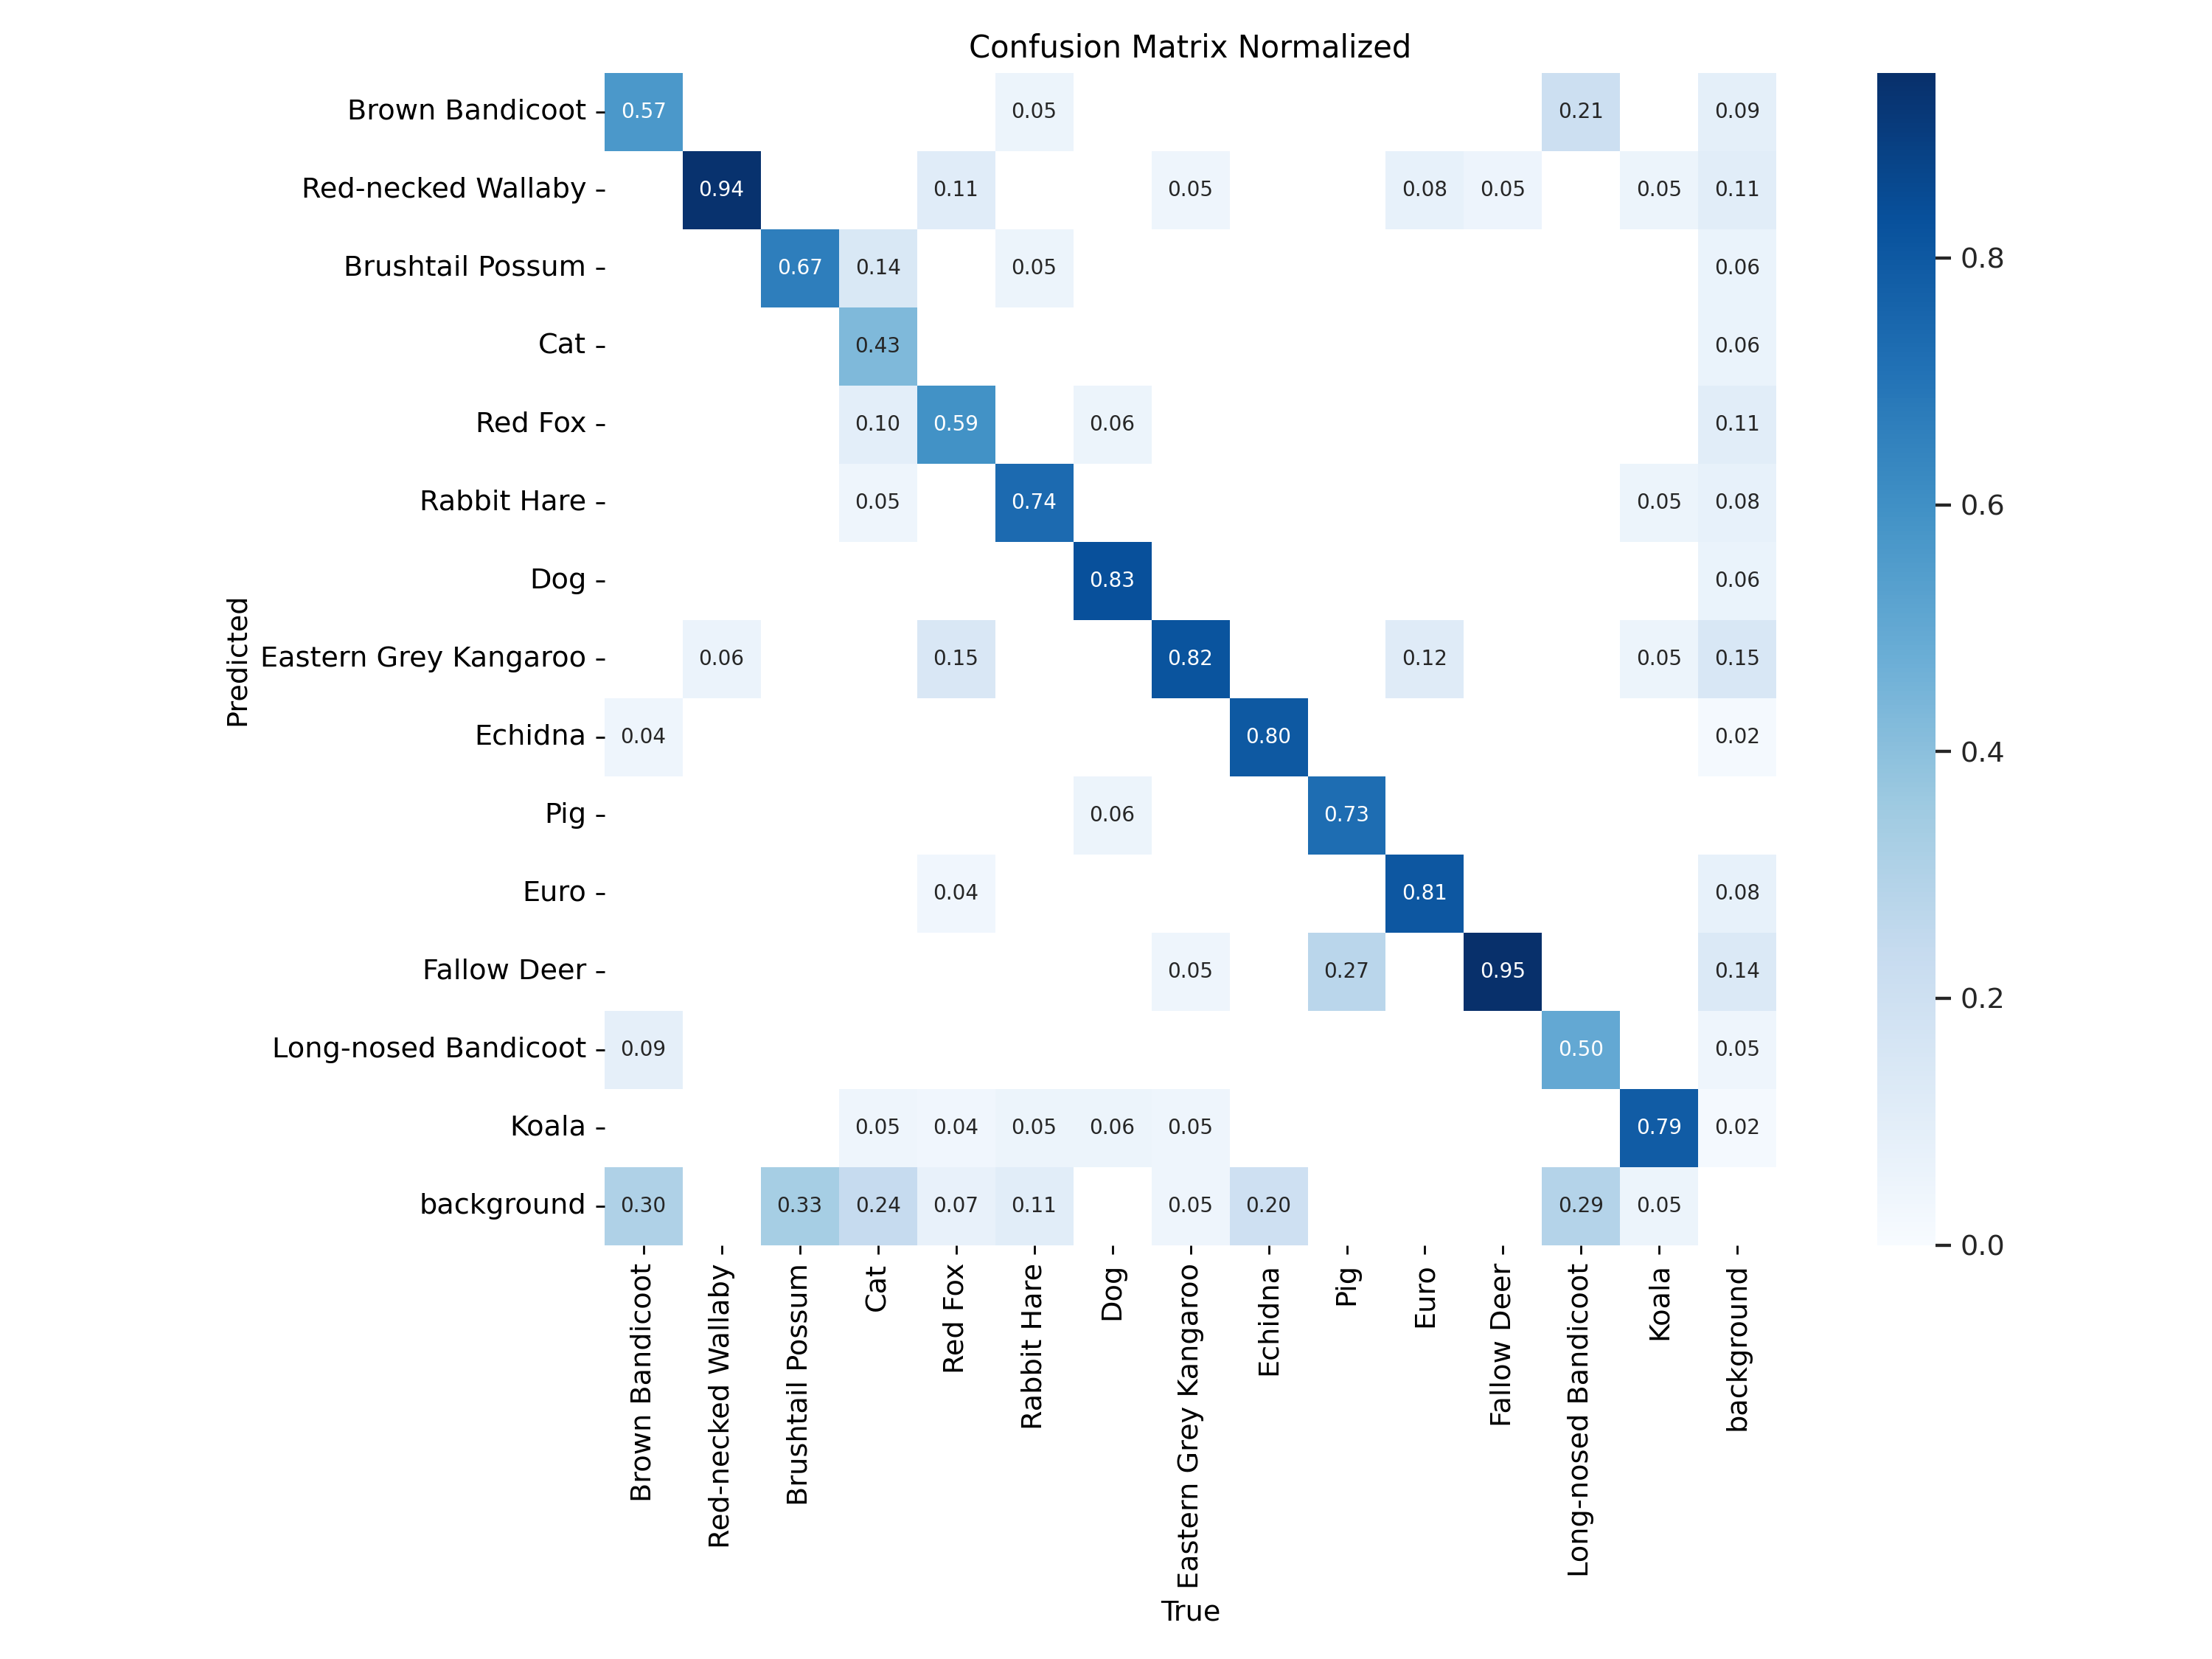 Confusion Matrix Normalized
Brown Bandicoot 0.57 0.05 0.21 0.09
Red-necked Wallaby 0.94 0.11 0.05 0.08 0.05 0.05 0.11
Brushtail Possum 0.67 0.14 0.05 0.06
Cat 0.43 0.06
Red Fox 0.10 0.59 0.06 0.11
Rabbit Hare 0.05 0.74 0.05 0.08
Dog 0.83 0.06
Eastern Grey Kangaroo 0.06 0.15 0.82 0.12 0.05 0.15
Echidna 0.04 0.80 0.02
Pig 0.06 0.73
Euro 0.04 0.81 0.08
Fallow Deer 0.05 0.27 0.95 0.14
Long-nosed Bandicoot 0.09 0.50 0.05
Koala 0.05 0.04 0.05 0.06 0.05 0.79 0.02
background 0.30 0.33 0.24 0.07 0.11 0.05 0.20 0.29 0.05
Predicted
Brown Bandicoot
Red-necked Wallaby
Brushtail Possum
Cat
Red Fox
Rabbit Hare
Dog
Eastern Grey Kangaroo
Echidna
Pig
Euro
Fallow Deer
Long-nosed Bandicoot
Koala
background
True
0.8
0.6
0.4
0.2
0.0